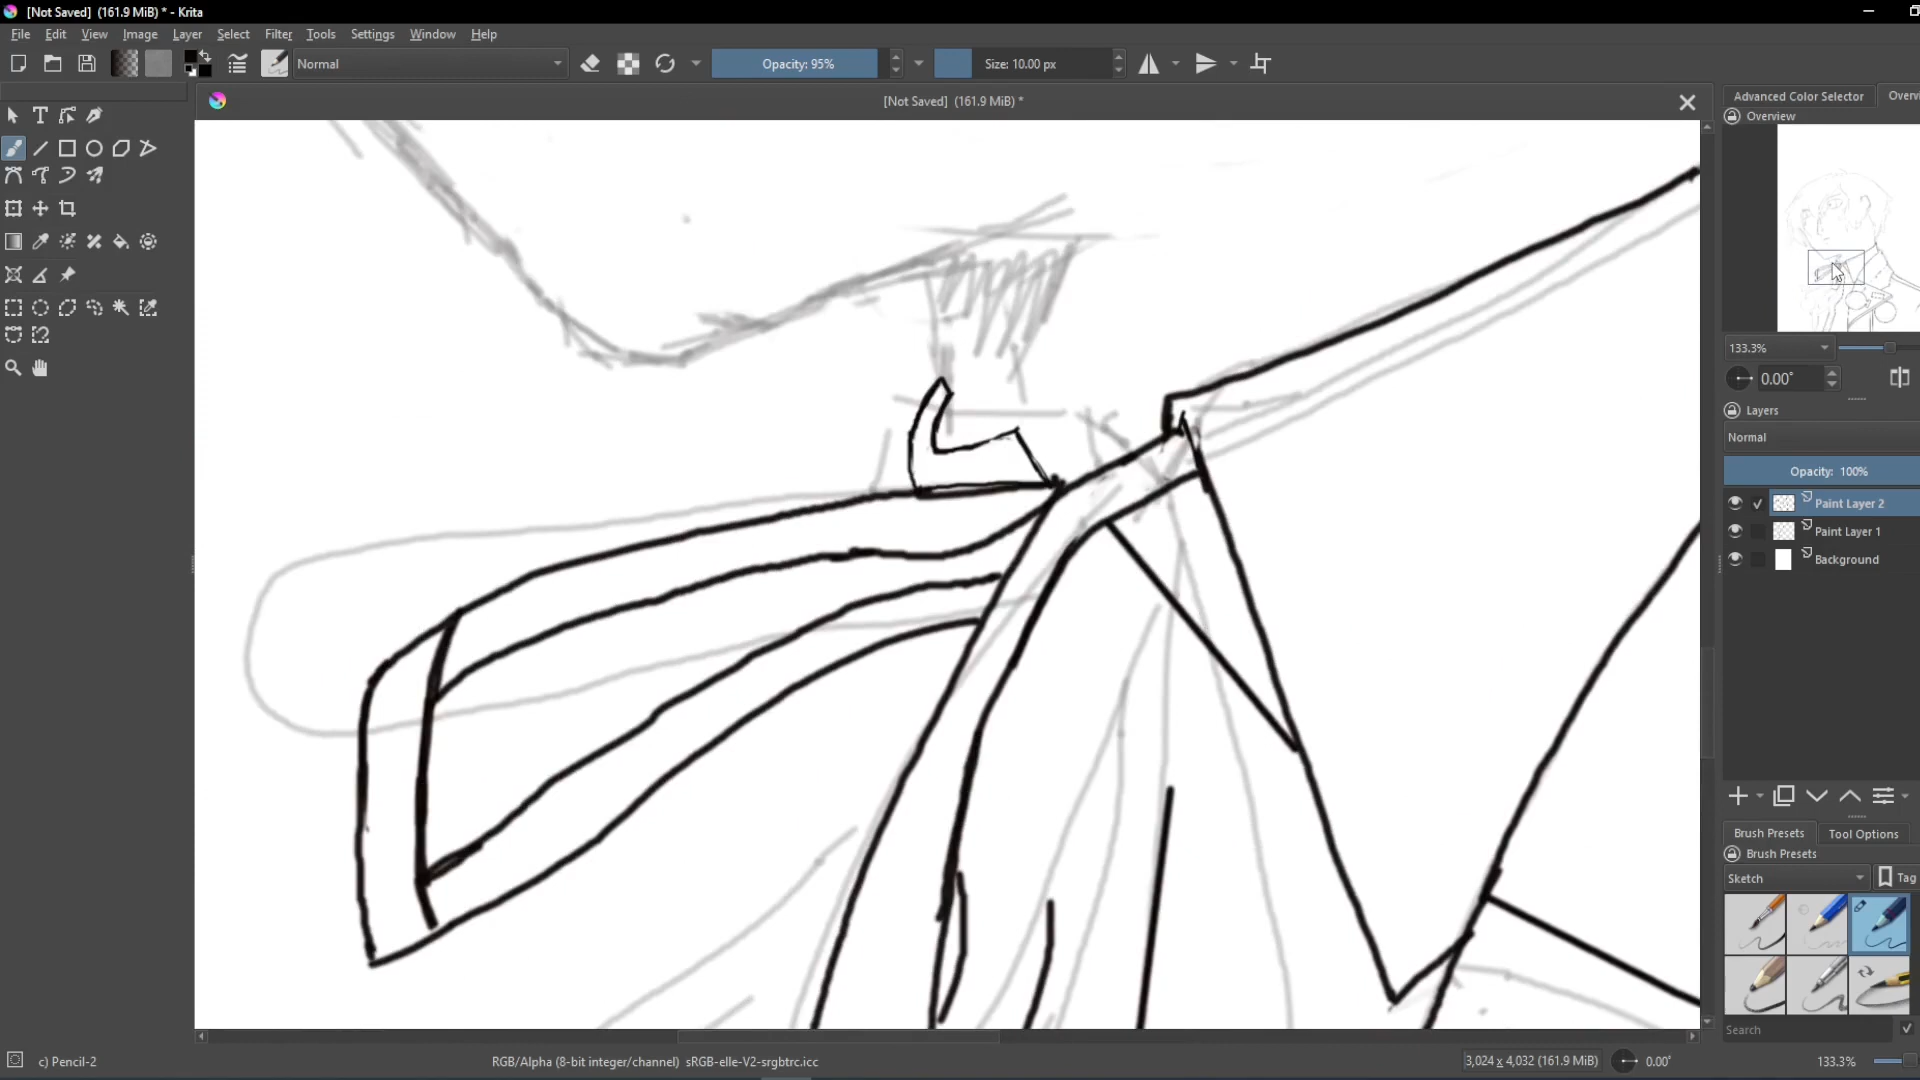 [Not Saved] (161.9 MiB) * - Krita
File Edit View Image Layer Select Filter Tools Settings Window Help
Normal Opacity: 95% Size: 10.00 px
[Not Saved] (161.9 MiB) *
Advanced Color Selector Overvi
Overview
133.3%
0.00°
Layers
Normal
Opacity: 100%
Paint Layer 2
Paint Layer 1
Background
Brush Presets Tool Options
Brush Presets
Sketch Tag
Search
c) Pencil-2 RGB/Alpha (8-bit integer/channel) sRGB-elle-V2-srgbtrc.icc 3,024 x 4,032 (161.9 MiB) 0.00° 133.3%